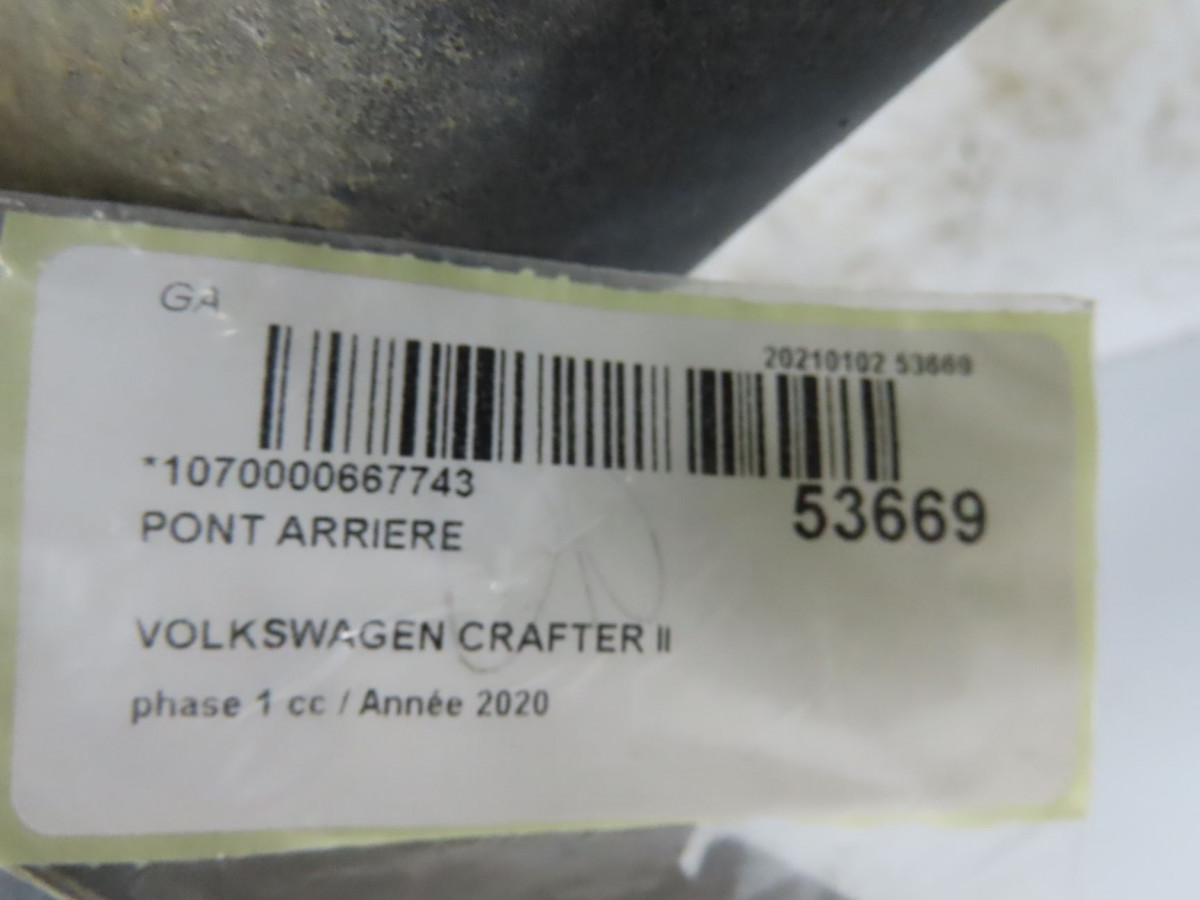 GA
20210102 53669
*1070000667743
53669
PONT ARRIERE
VOLKSWAGEN CRAFTER II
phase 1 cc / Année 2020